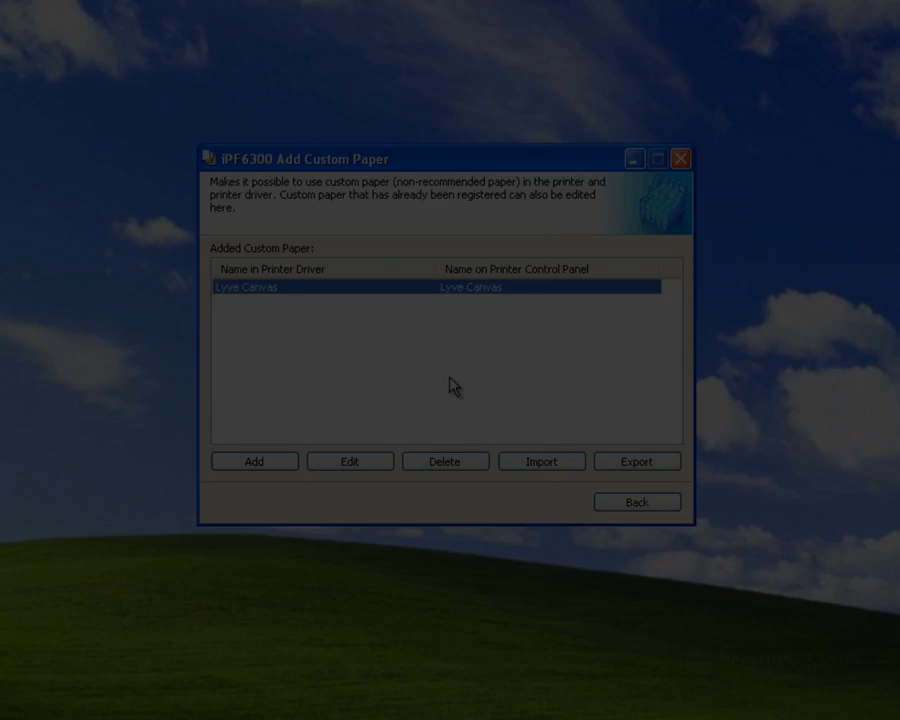 iPF6300 Add Custom Paper
Makes it possible to use custom paper (non-recommended paper) in the printer and
printer driver. Custom paper that has already been registered can also be edited
here.
Added Custom Paper:
Name in Printer Driver Name on Printer Control Panel
Lyve Canvas Lyve Canvas
Add Edit Delete Import Export
Back